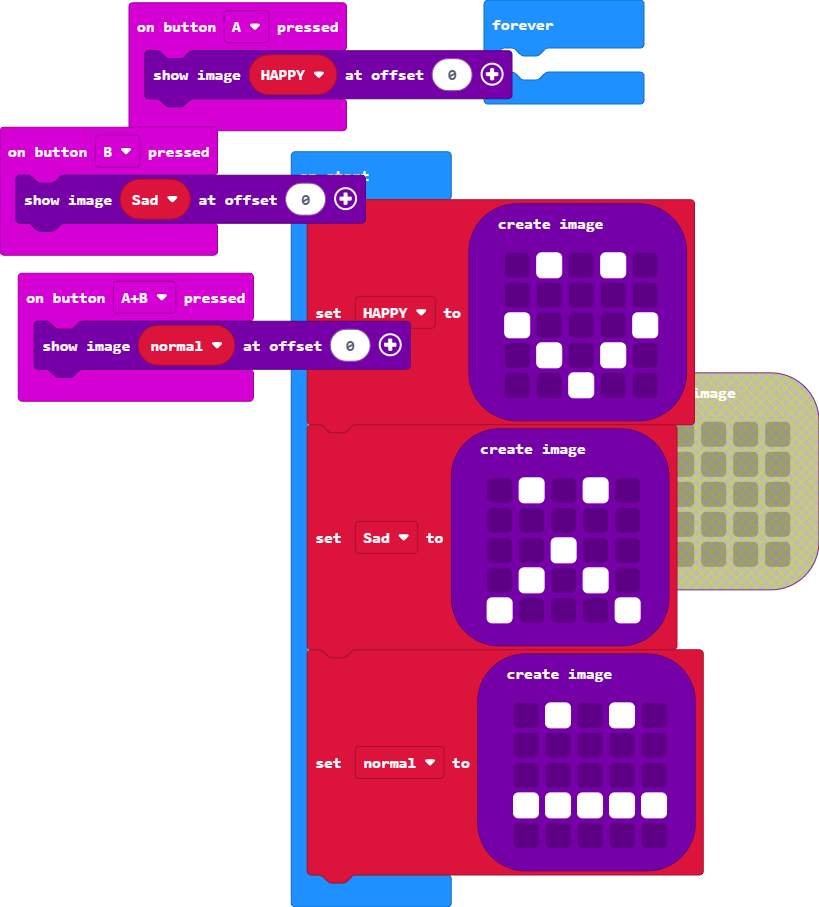 on button A pressed
show image HAPPY at offset 0
forever
on button B pressed
show image Sad at offset 0
on button A+B pressed
show image normal at offset 0
set HAPPY to
create image
image
set Sad to
create image
set normal to
create image